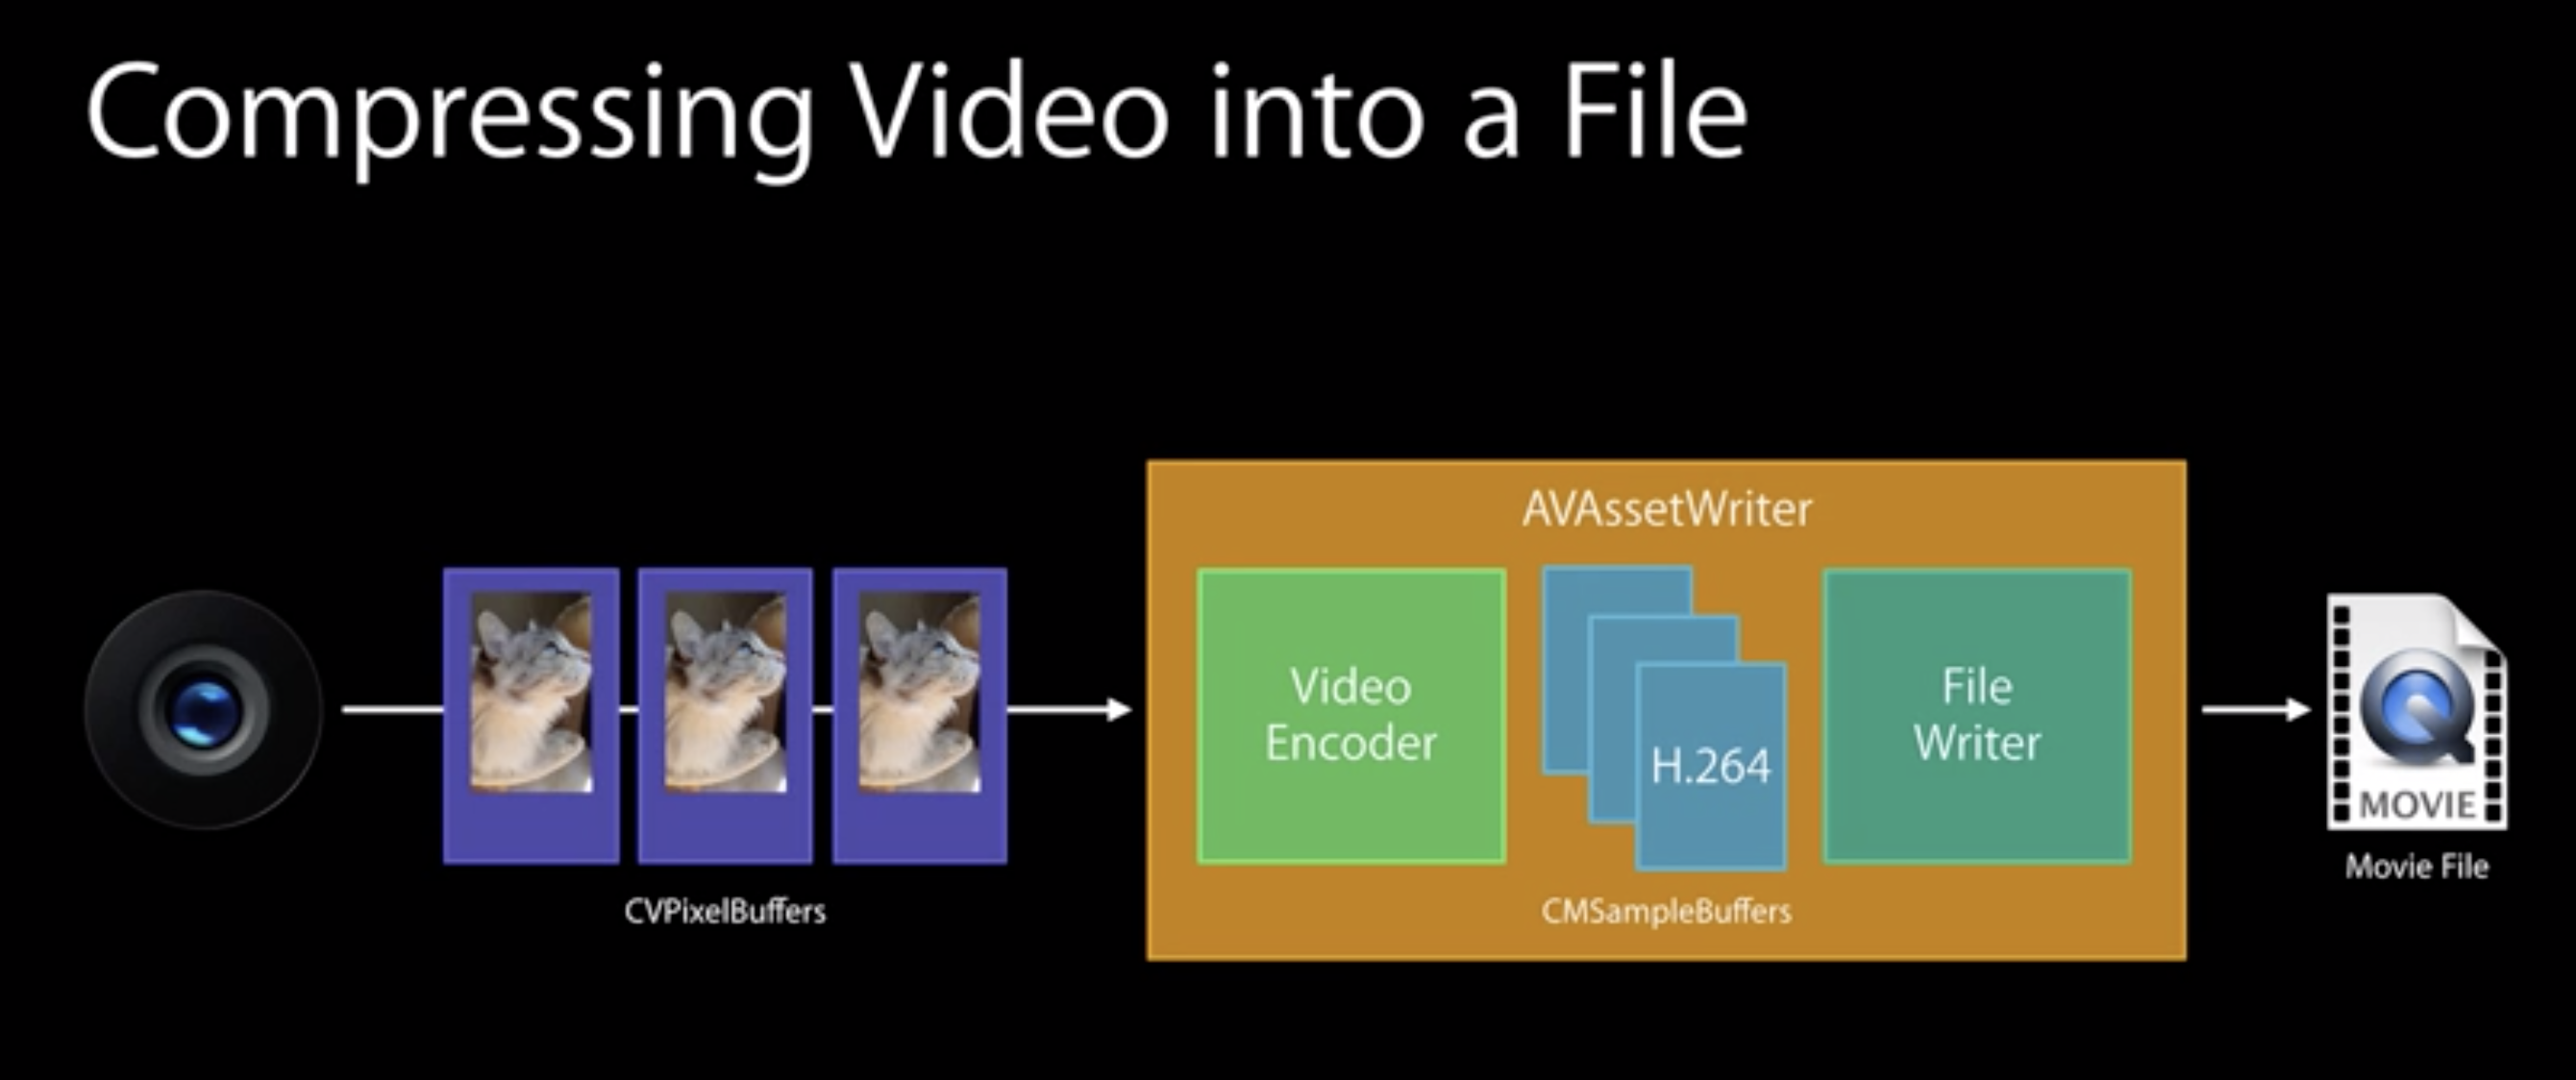 Compressing Video into a File
AVAssetWriter
Video
Encoder
H.264
File
Writer
MOVIE
CVPixelBuffers
CMSampleBuffers
Movie File